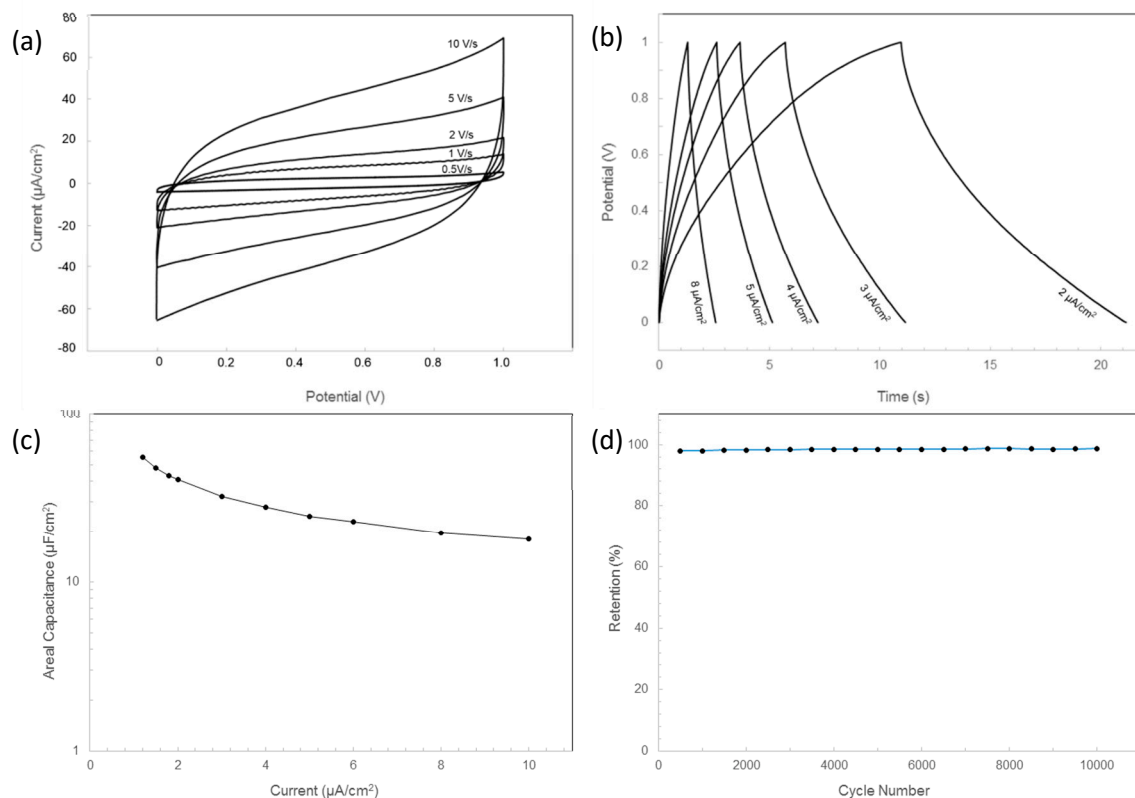 (a)
80
60
40
20
0
-20
-40
-60
-80
Current (µA/cm²)
10 V/s
5 V/s
2 V/s
1 V/s
0.5V/s
0 0.2 0.4 0.6 0.8 1.0
Potential (V)
(b)
1
0.8
0.6
0.4
0.2
0
Potential (V)
8 µA/cm²
5 µA/cm²
4 µA/cm²
3 µA/cm²
2 µA/cm²
0 5 10 15 20
Time (s)
(c)
100
10
1
Areal Capacitance (µF/cm²)
0 2 4 6 8 10
Current (µA/cm²)
(d)
100
80
60
40
20
0
Retention (%)
0 2000 4000 6000 8000 10000
Cycle Number